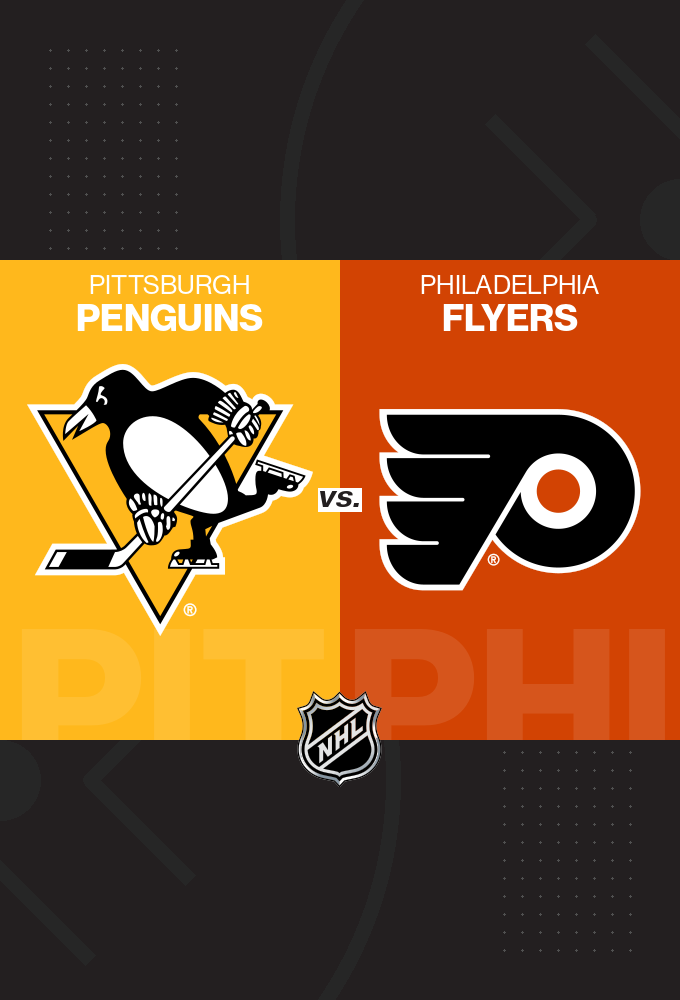 PITTSBURGH
PENGUINS
PHILADELPHIA
FLYERS
vs.
®
®
PIT
PHI
NHL